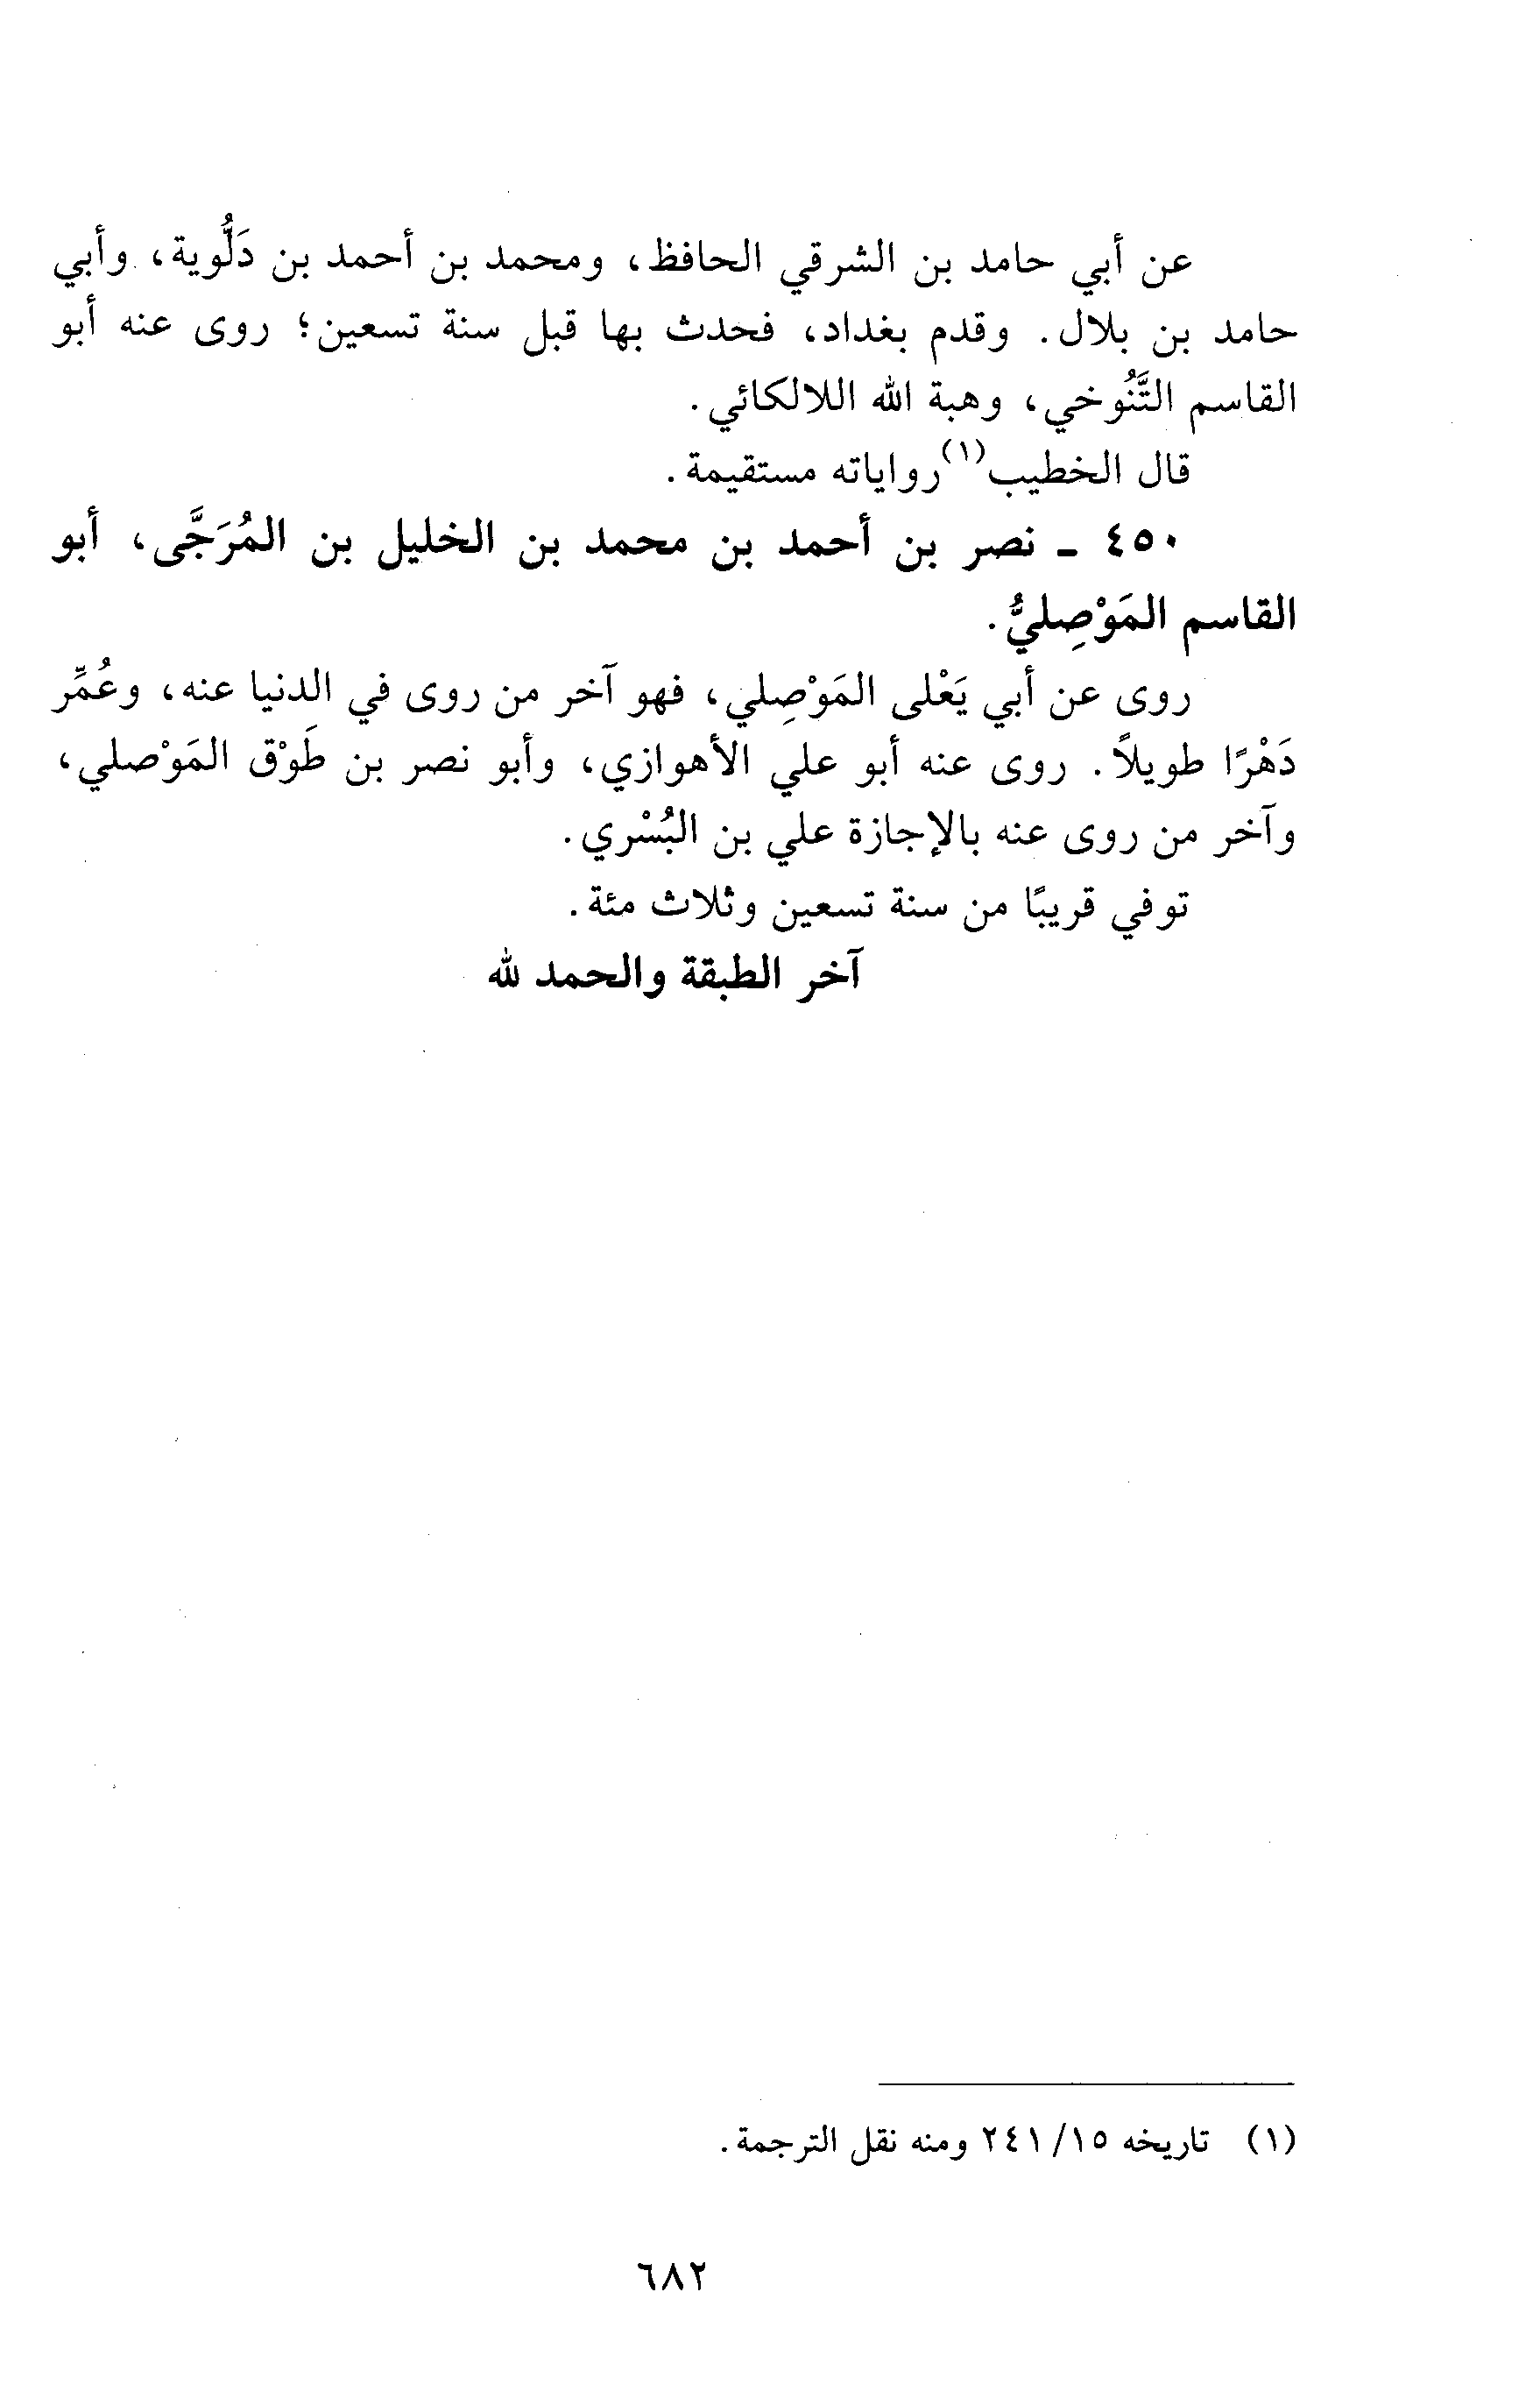 عن أبي حامد بن الشرقي الحافظ، ومحمد بن أحمد بن دَلُّوية، وأبي
حامد بن بلال. وقدم بغداد، فحدث بها قبل سنة تسعين؛ روى عنه أبو
القاسم التَّنُوخي، وهبة الله اللالكائي.
قال الخطيب(١) رواياته مستقيمة.
٤٥٠ - نصر بن أحمد بن محمد بن الخليل بن المُرَجَّى، أبو
القاسم المَوْصِليُّ.
روى عن أبي يَعْلى المَوْصِلي، فهو آخر من روى في الدنيا عنه، وعُمِّر
دَهْرًا طويلاً. روى عنه أبو علي الأهوازي، وأبو نصر بن طَوْق المَوْصلي،
وآخر من روى عنه بالإجازة علي بن البُسْري.
توفي قريبًا من سنة تسعين وثلاث مئة.
آخر الطبقة والحمد لله
(١) تاريخه ١٥/ ٢٤١ ومنه نقل الترجمة.
٦٨٢